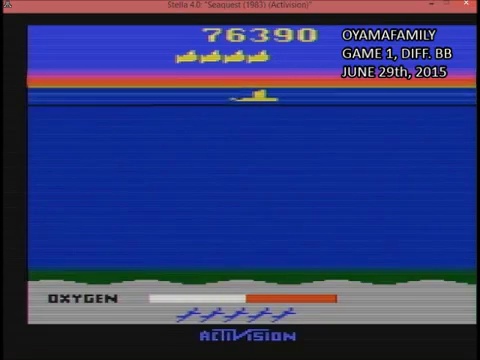 Stella 4.0: "Seaquest (1983) (Activision)"
76390
OYAMAFAMILY
GAME 1, DIFF. BB
JUNE 29th, 2015
OXYGEN
ACTIVISION